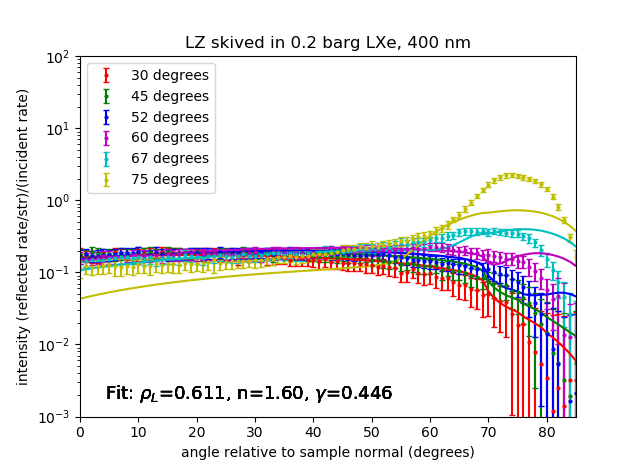 LZ skived in 0.2 barg LXe, 400 nm
30 degrees
45 degrees
52 degrees
60 degrees
67 degrees
75 degrees
intensity (reflected rate/str)/(incident rate)
10²
10¹
10⁰
10⁻¹
10⁻²
10⁻³
Fit: ρ_L=0.611, n=1.60, γ=0.446
0 10 20 30 40 50 60 70 80
angle relative to sample normal (degrees)